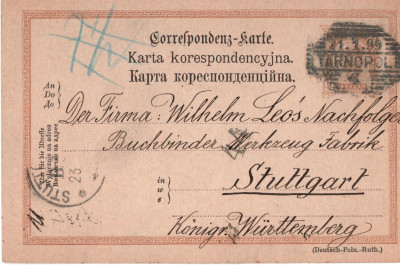 Correspondenz-Karte.
Karta korespondencyjna.
Карта кореспонденційна.
TARNOPOL
An
Do
До
Der Firma: Wilhelm Leo's Nachfolger
Buchbinder Werkzeug Fabrik
in
w
в
Stuttgart
Königr. Württemberg
(Deutsch-Poln.-Ruth.)